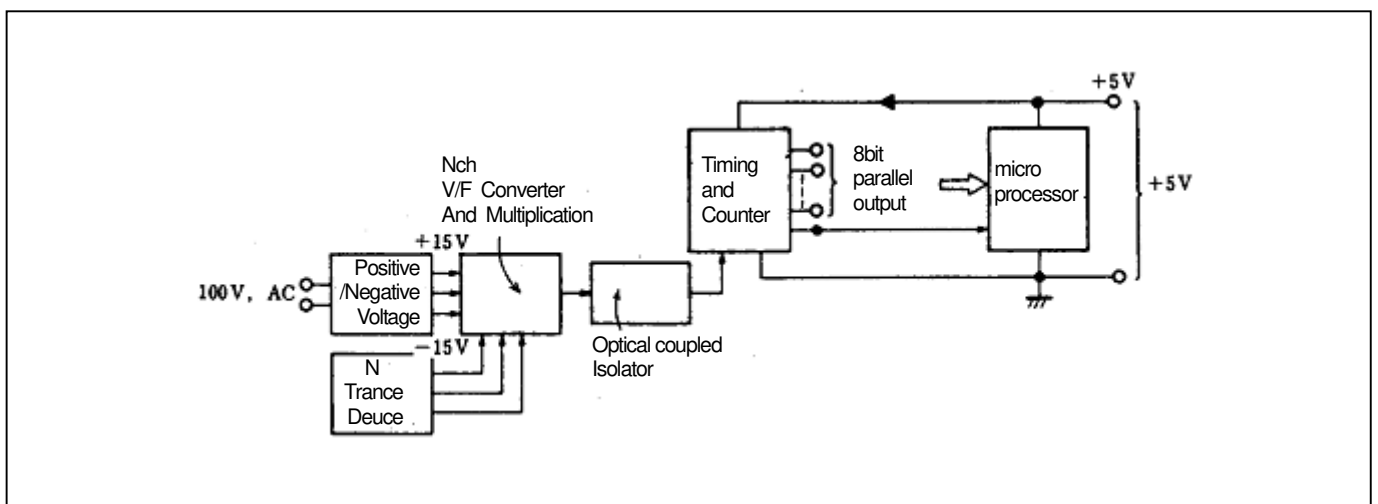 +5V
Timing
and
Counter
8bit
parallel
output
micro
processor
+5V
Nch
V/F Converter
And Multiplication
+15V
100V, AC
Positive
/Negative
Voltage
-15V
N
Trance
Deuce
Optical coupled
Isolator